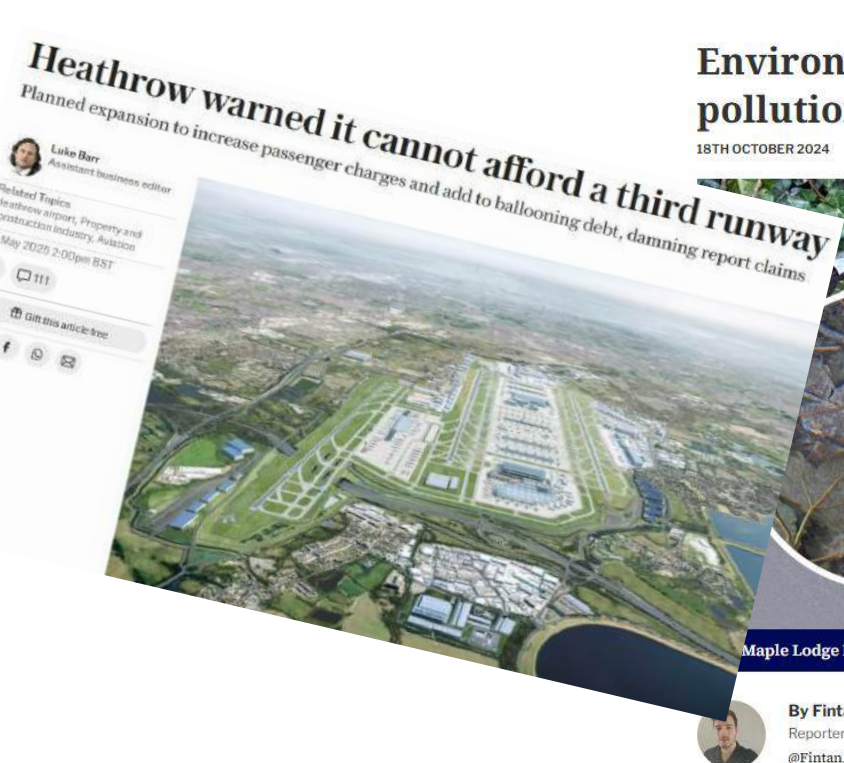 Heathrow warned it cannot afford a third runway
Planned expansion to increase passenger charges and add to ballooning debt, damning report claims
Luke Barr
Assistant business editor
Related Topics
Heathrow airport, Property and
construction industry, Aviation
May 2025 2:00pm BST
111
Gift this article free
Environ
pollutio
18TH OCTOBER 2024
Maple Lodge
By Fint
Reporter
@Fintan